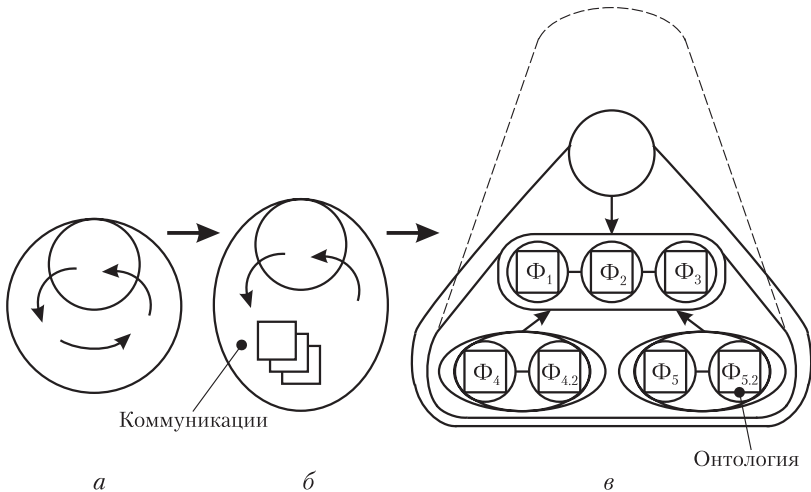 Ф1 Ф2 Ф3
Ф4 Ф4.2 Ф5 Ф5.2
Коммуникации
Онтология
а б в